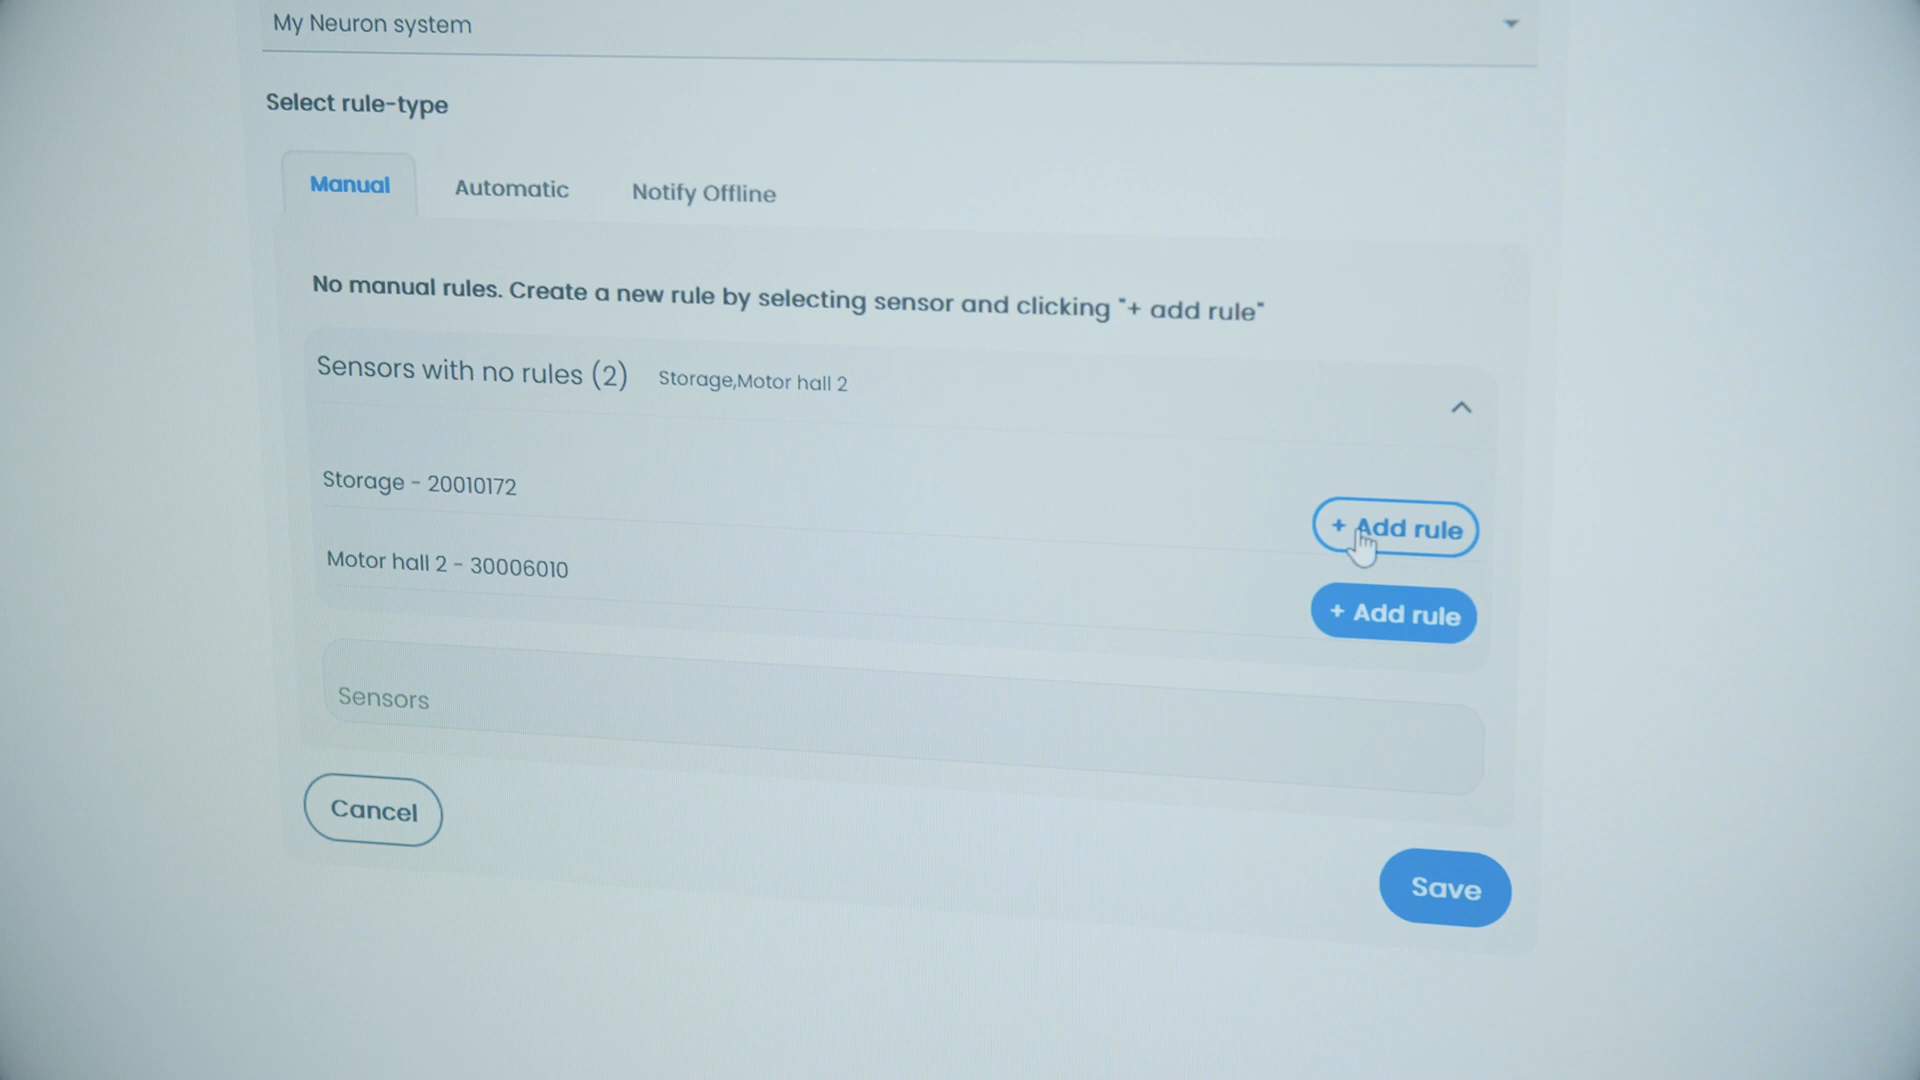 My Neuron system
Select rule-type
Manual Automatic Notify Offline
No manual rules. Create a new rule by selecting sensor and clicking "+ add rule"
Sensors with no rules (2) Storage,Motor hall 2
Storage - 20010172
+ Add rule
Motor hall 2 - 30006010
+ Add rule
Sensors
Cancel
Save